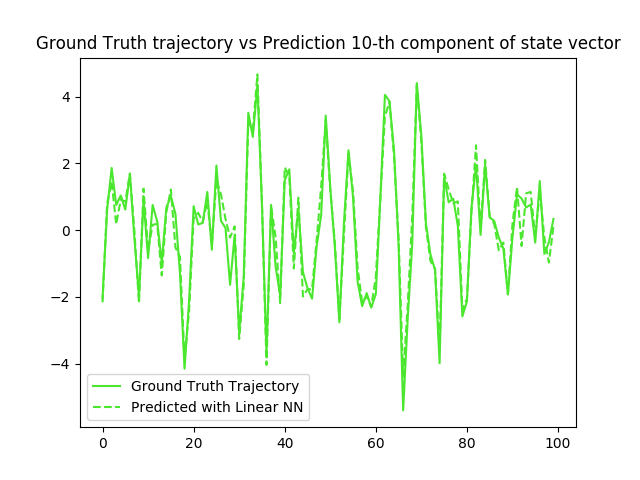 Ground Truth trajectory vs Prediction 10-th component of state vector
4
2
0
−2
−4
Ground Truth Trajectory
Predicted with Linear NN
0 20 40 60 80 100